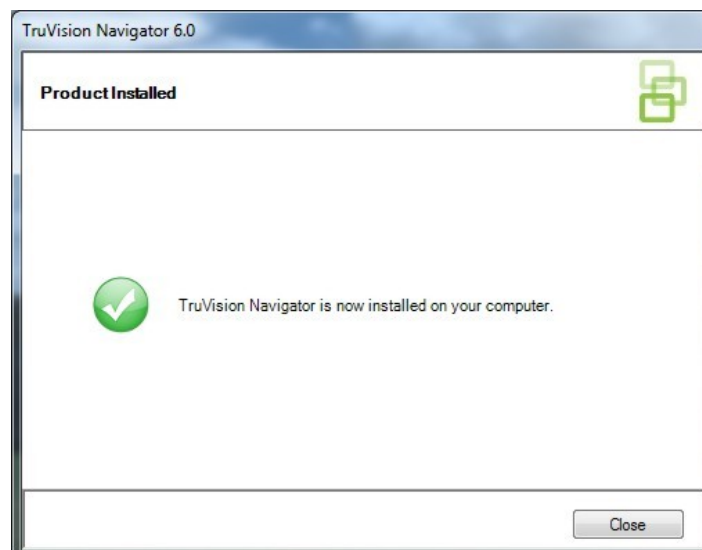 TruVision Navigator 6.0
Product Installed
TruVision Navigator is now installed on your computer.
Close